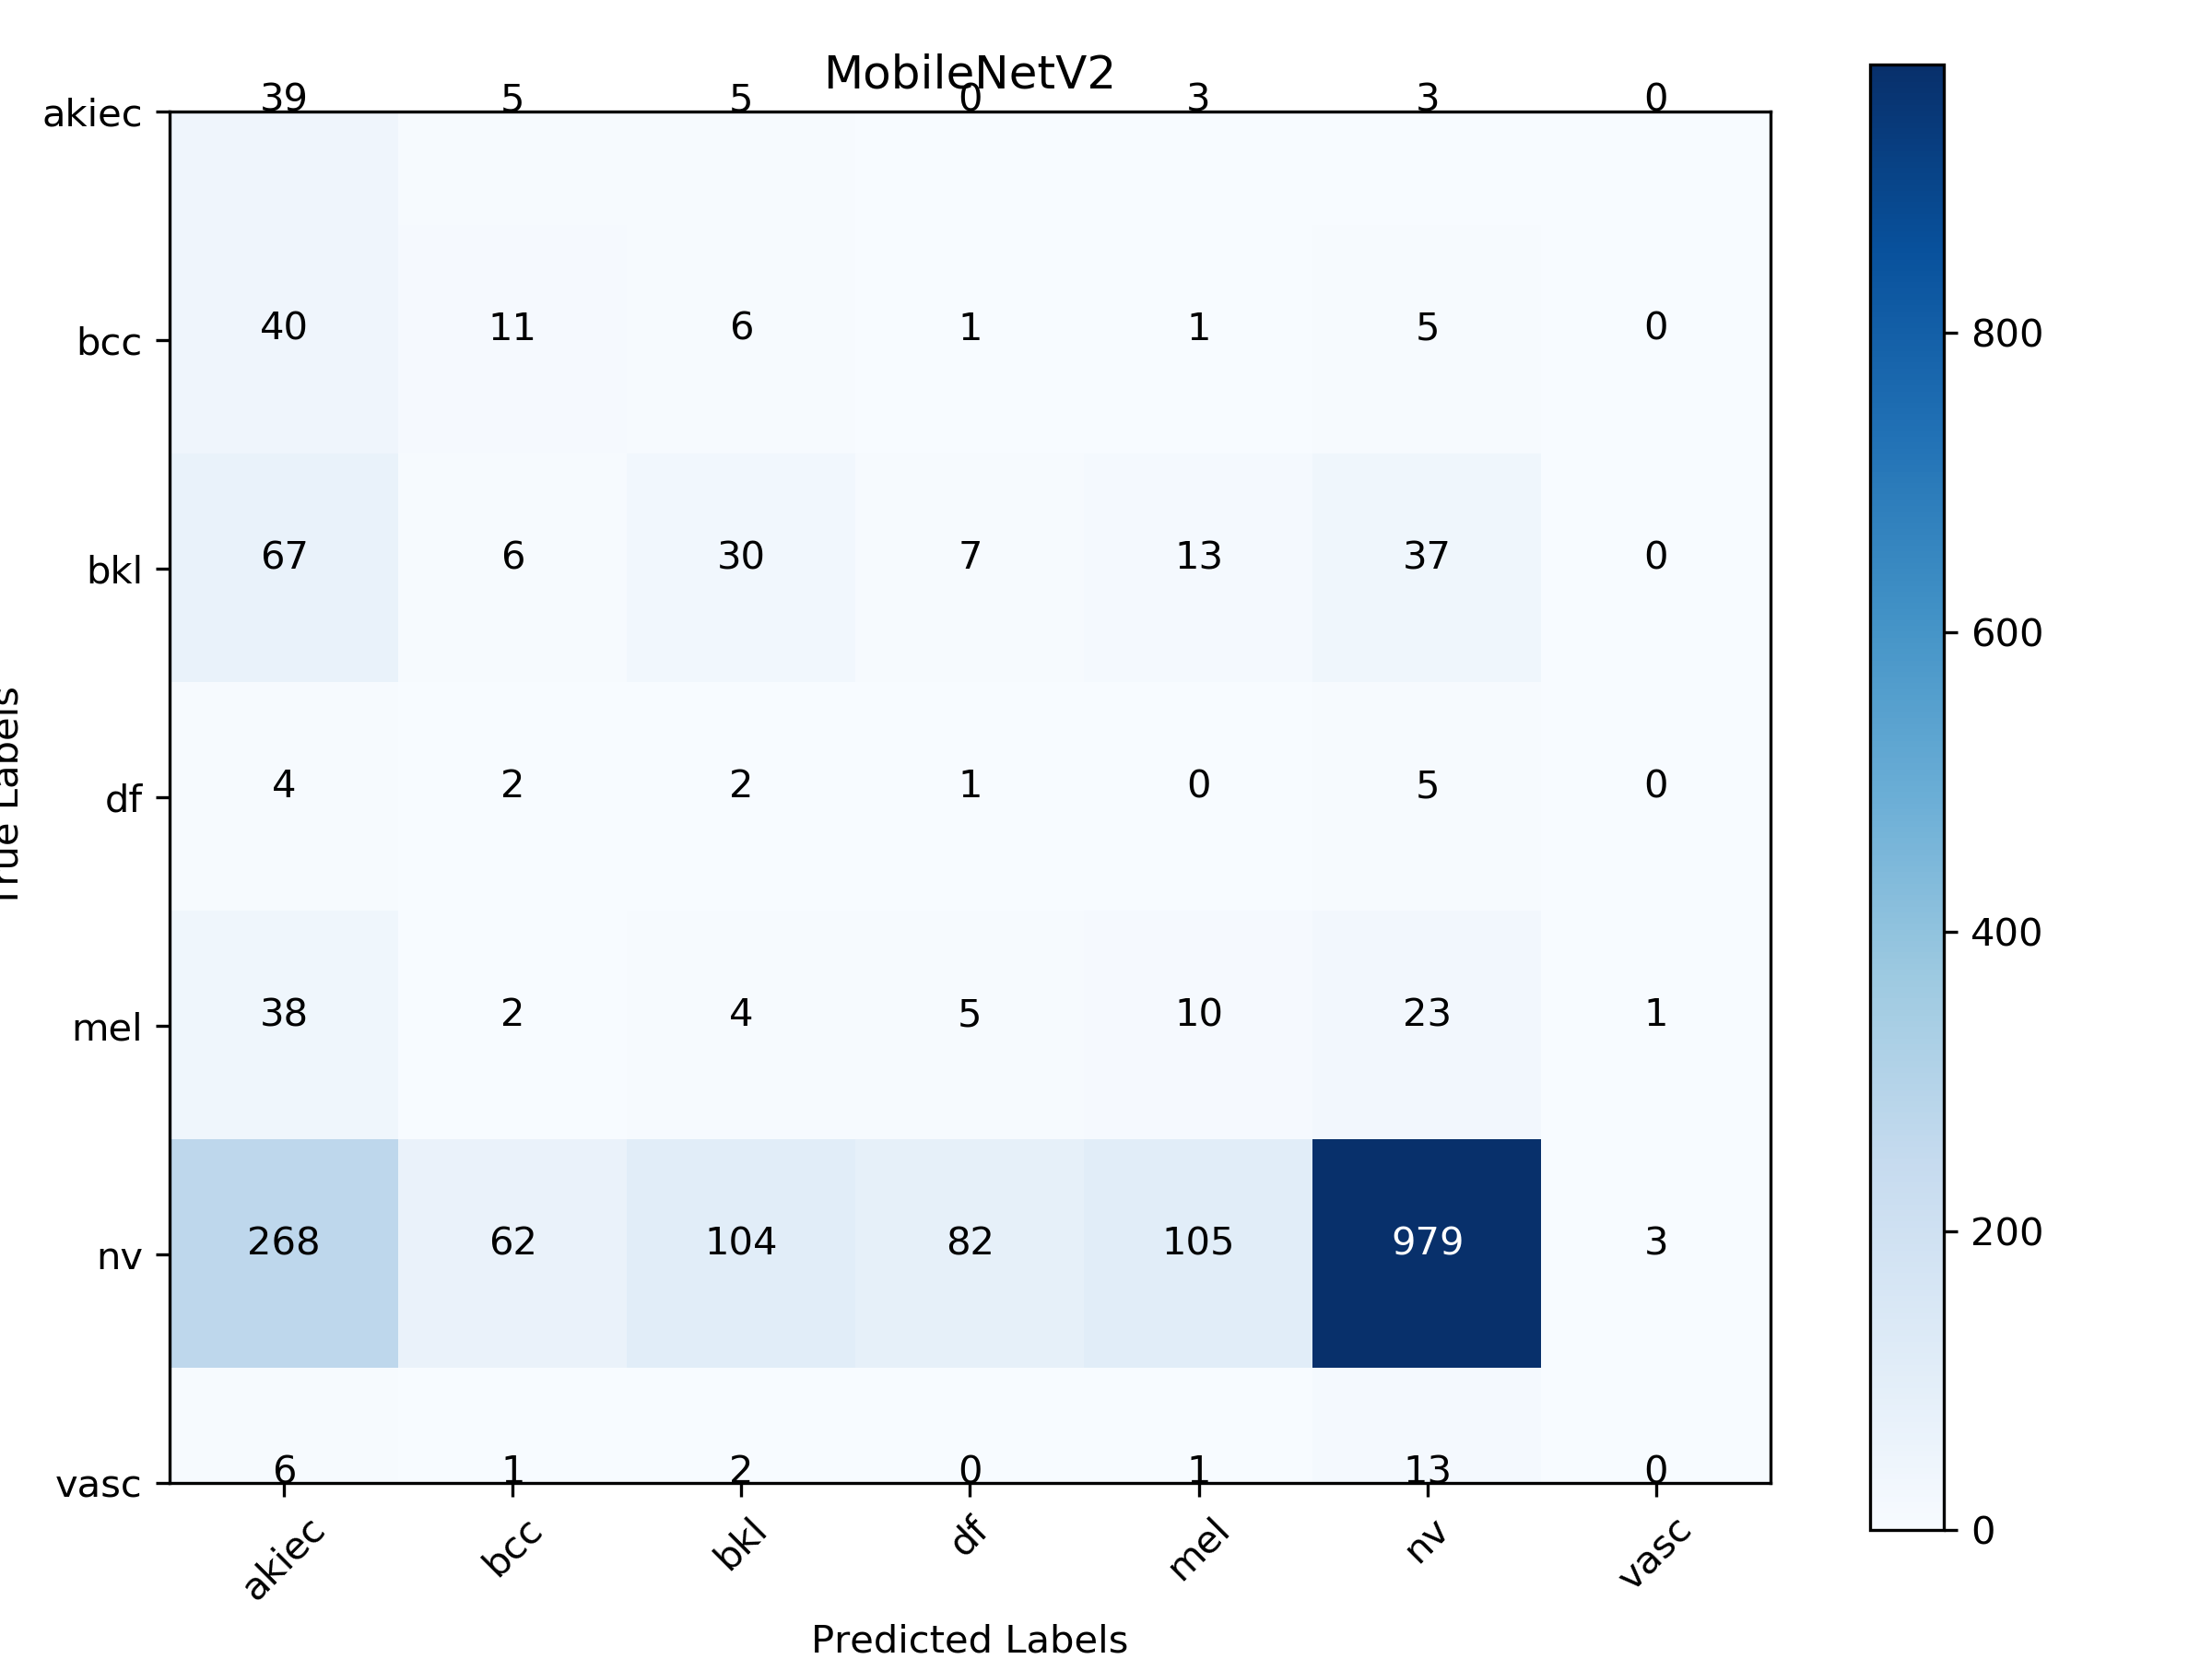 MobileNetV2
akiec 39 5 5 0 3 3 0
bcc 40 11 6 1 1 5 0
800
bkl 67 6 30 7 13 37 0
600
True Labels
df 4 2 2 1 0 5 0
400
mel 38 2 4 5 10 23 1
nv 268 62 104 82 105 979 3
200
vasc 6 1 2 0 1 13 0
0
akiec bcc bkl df mel nv vasc
Predicted Labels